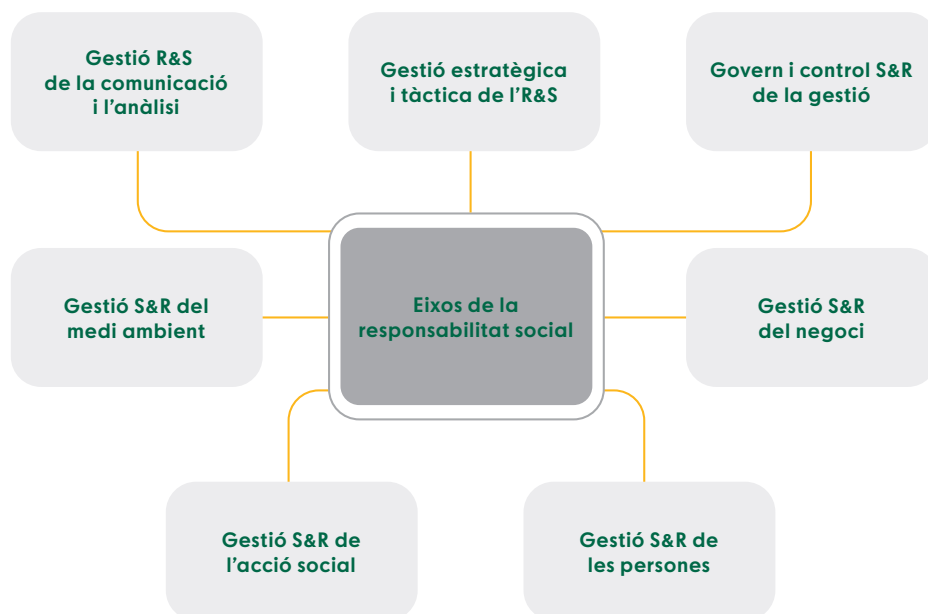 Gestió R&S
de la comunicació
i l’anàlisi
Gestió estratègica
i tàctica de l’R&S
Govern i control S&R
de la gestió
Gestió S&R del
medi ambient
Eixos de la
responsabilitat social
Gestió S&R
del negoci
Gestió S&R de
l’acció social
Gestió S&R de
les persones